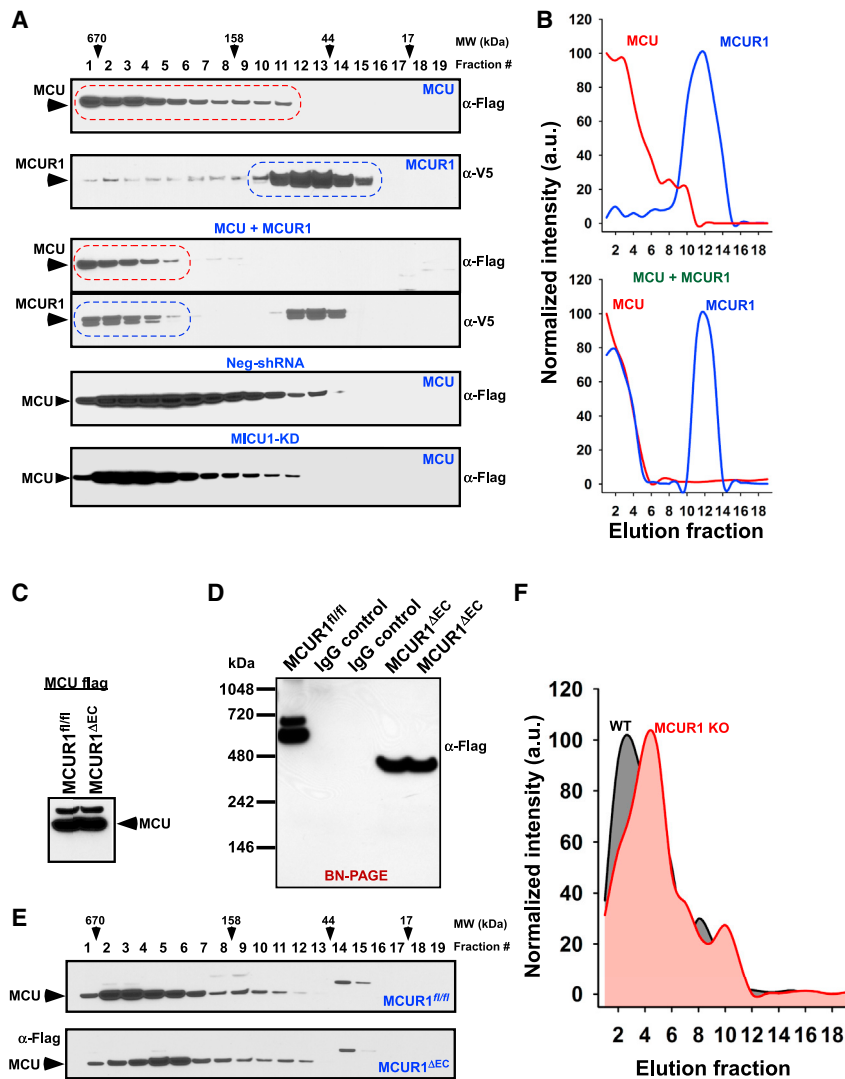 A
670 158 44 17 MW (kDa)
1 2 3 4 5 6 7 8 9 10 11 12 13 14 15 16 17 18 19 Fraction #
MCU MCU α-Flag
MCUR1 MCUR1 α-V5
MCU + MCUR1
MCU α-Flag
MCUR1 α-V5
Neg-shRNA
MCU MCU α-Flag
MICU1-KD
MCU MCU α-Flag
B
Normalized intensity (a.u.)
MCU MCUR1
120
100
80
60
40
20
0
2 4 6 8 10 12 14 16 18
MCU + MCUR1
MCU MCUR1
120
100
80
60
40
20
0
2 4 6 8 10 12 14 16 18
Elution fraction
C
MCU flag
MCUR1fl/fl
MCUR1ΔEC
MCU
D
MCUR1fl/fl
IgG control
IgG control
MCUR1ΔEC
MCUR1ΔEC
kDa
1048
720
480
242
146
α-Flag
BN-PAGE
E
670 158 44 17 MW (kDa)
1 2 3 4 5 6 7 8 9 10 11 12 13 14 15 16 17 18 19 Fraction #
MCU MCUR1fl/fl
α-Flag
MCU MCUR1ΔEC
F
Normalized intensity (a.u.)
WT MCUR1 KO
120
100
80
60
40
20
0
2 4 6 8 10 12 14 16 18
Elution fraction